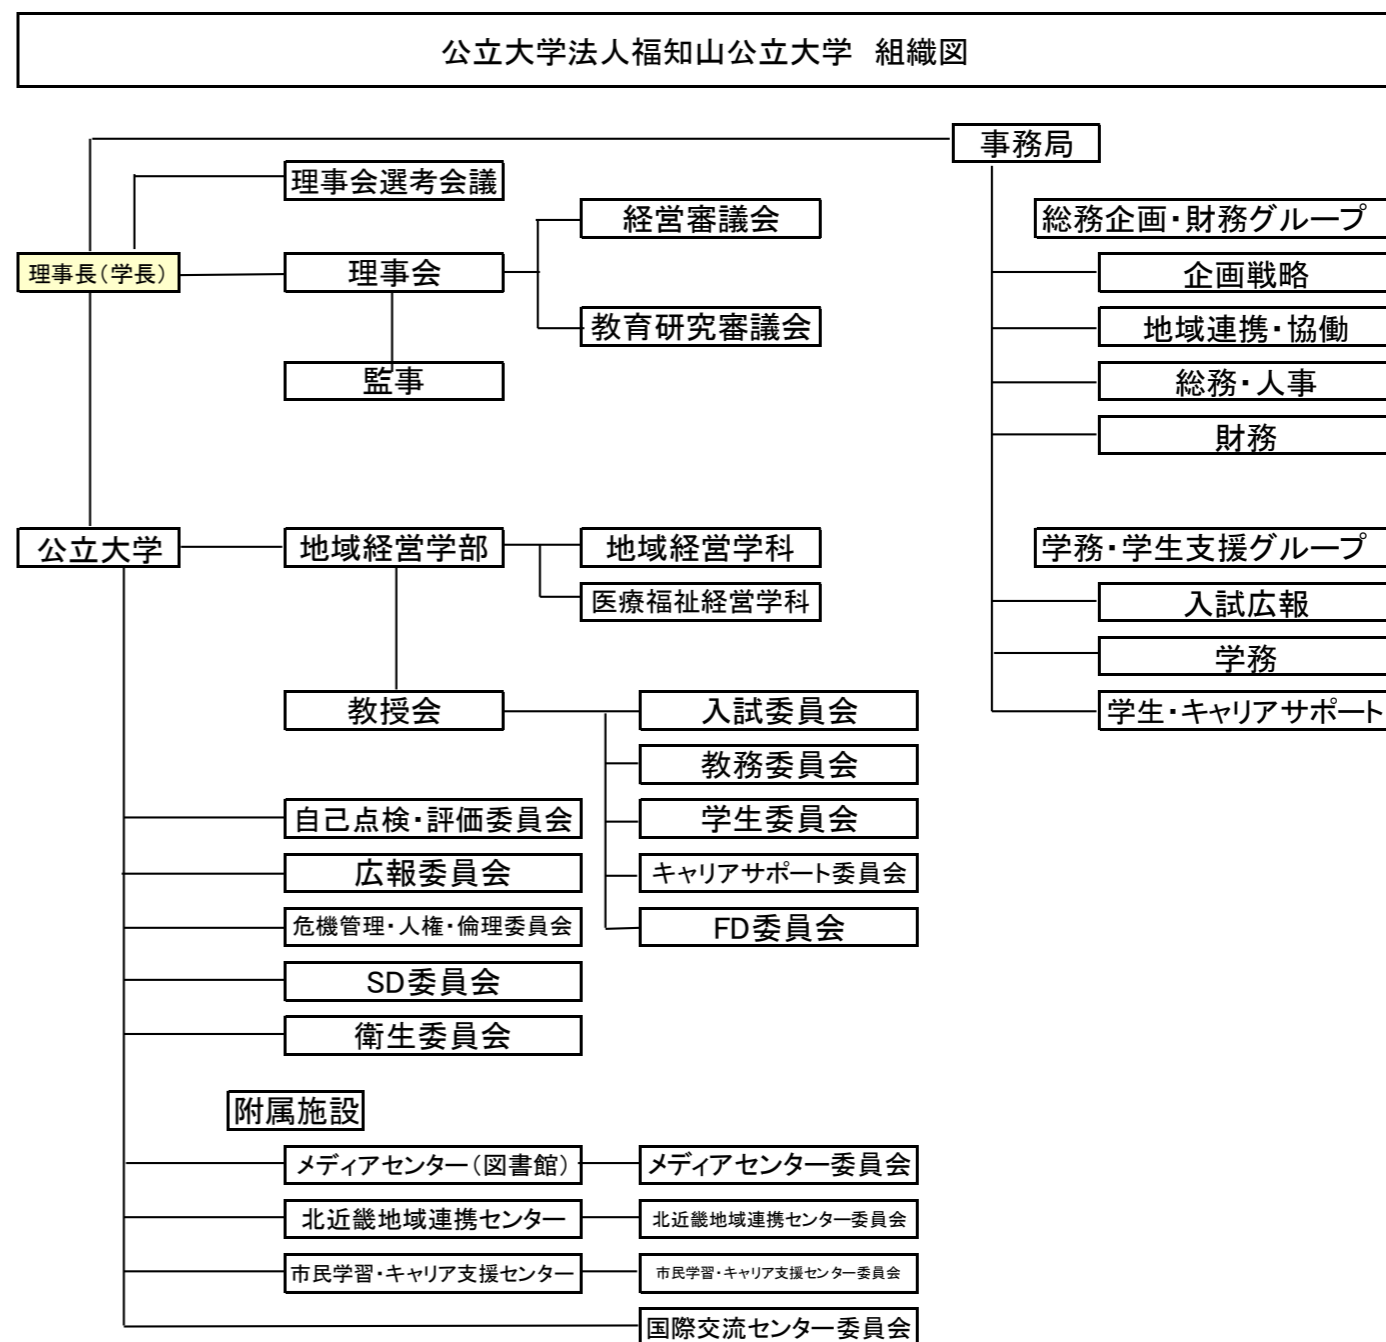 公立大学法人福知山公立大学　組織図
事務局
理事会選考会議
経営審議会
総務企画・財務グループ
理事長（学長）
理事会
企画戦略
教育研究審議会
地域連携・協働
監事
総務・人事
財務
公立大学
地域経営学部
地域経営学科
学務・学生支援グループ
医療福祉経営学科
入試広報
学務
教授会
入試委員会
学生・キャリアサポート
教務委員会
自己点検・評価委員会
学生委員会
広報委員会
キャリアサポート委員会
危機管理・人権・倫理委員会
FD委員会
SD委員会
衛生委員会
附属施設
メディアセンター（図書館）
メディアセンター委員会
北近畿地域連携センター
北近畿地域連携センター委員会
市民学習・キャリア支援センター
市民学習・キャリア支援センター委員会
国際交流センター委員会